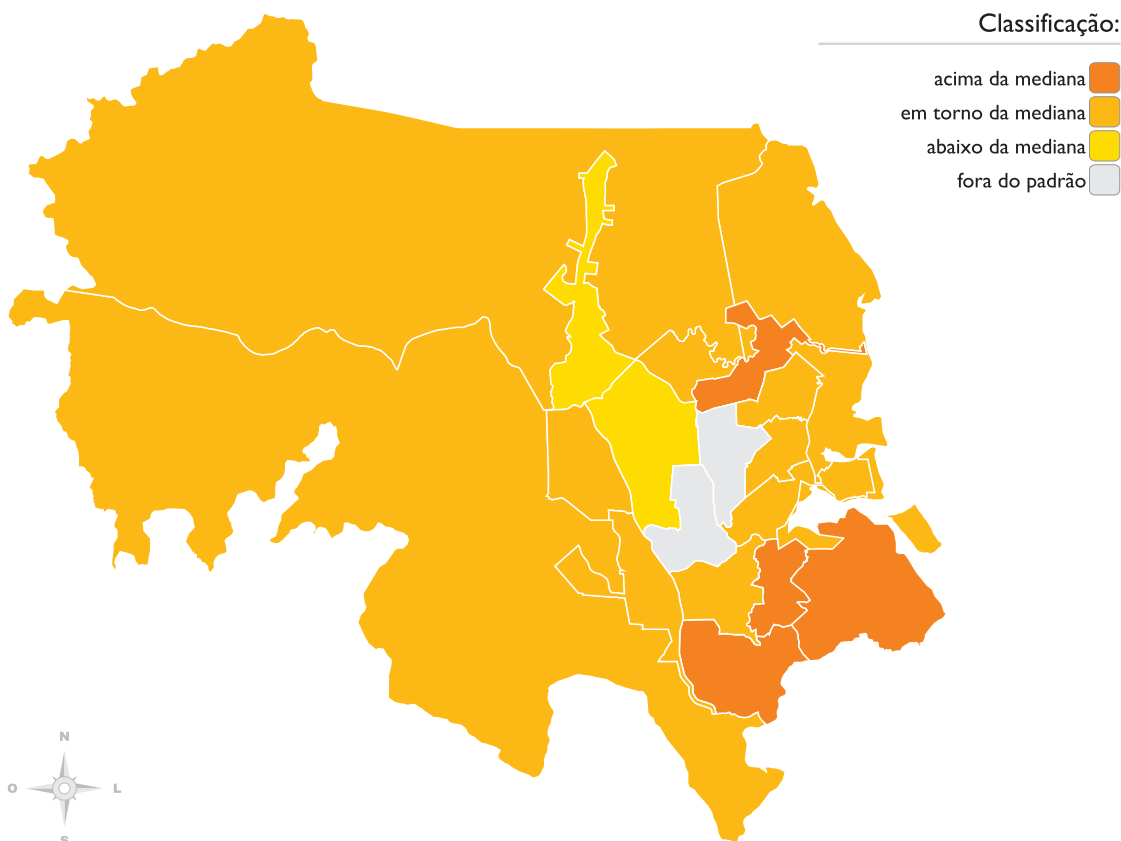 Classificação:
acima da mediana
em torno da mediana
abaixo da mediana
fora do padrão
N
O L
S